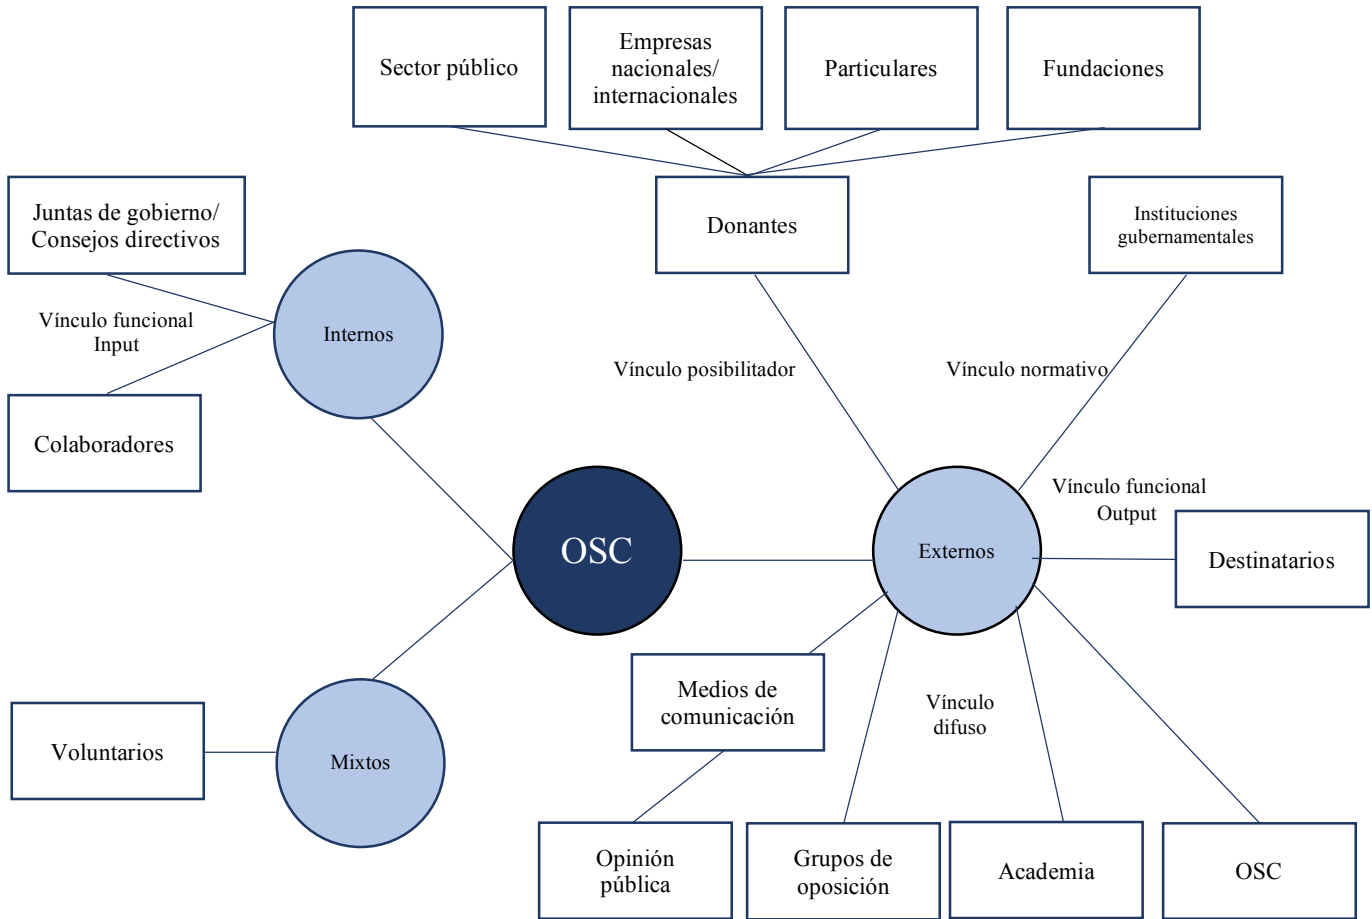 Sector público
Empresas
nacionales/
internacionales
Particulares
Fundaciones
Juntas de gobierno/
Consejos directivos
Donantes
Instituciones
gubernamentales
Vínculo funcional
Input
Internos
Vínculo posibilitador
Vínculo normativo
Colaboradores
Vínculo funcional
Output
OSC
Externos
Destinatarios
Medios de
comunicación
Vínculo
difuso
Voluntarios
Mixtos
Opinión
pública
Grupos de
oposición
Academia
OSC